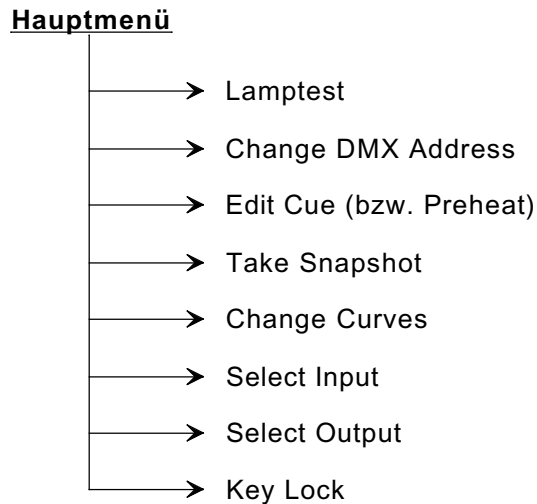 Hauptmenü
Lamptest
Change DMX Address
Edit Cue (bzw. Preheat)
Take Snapshot
Change Curves
Select Input
Select Output
Key Lock